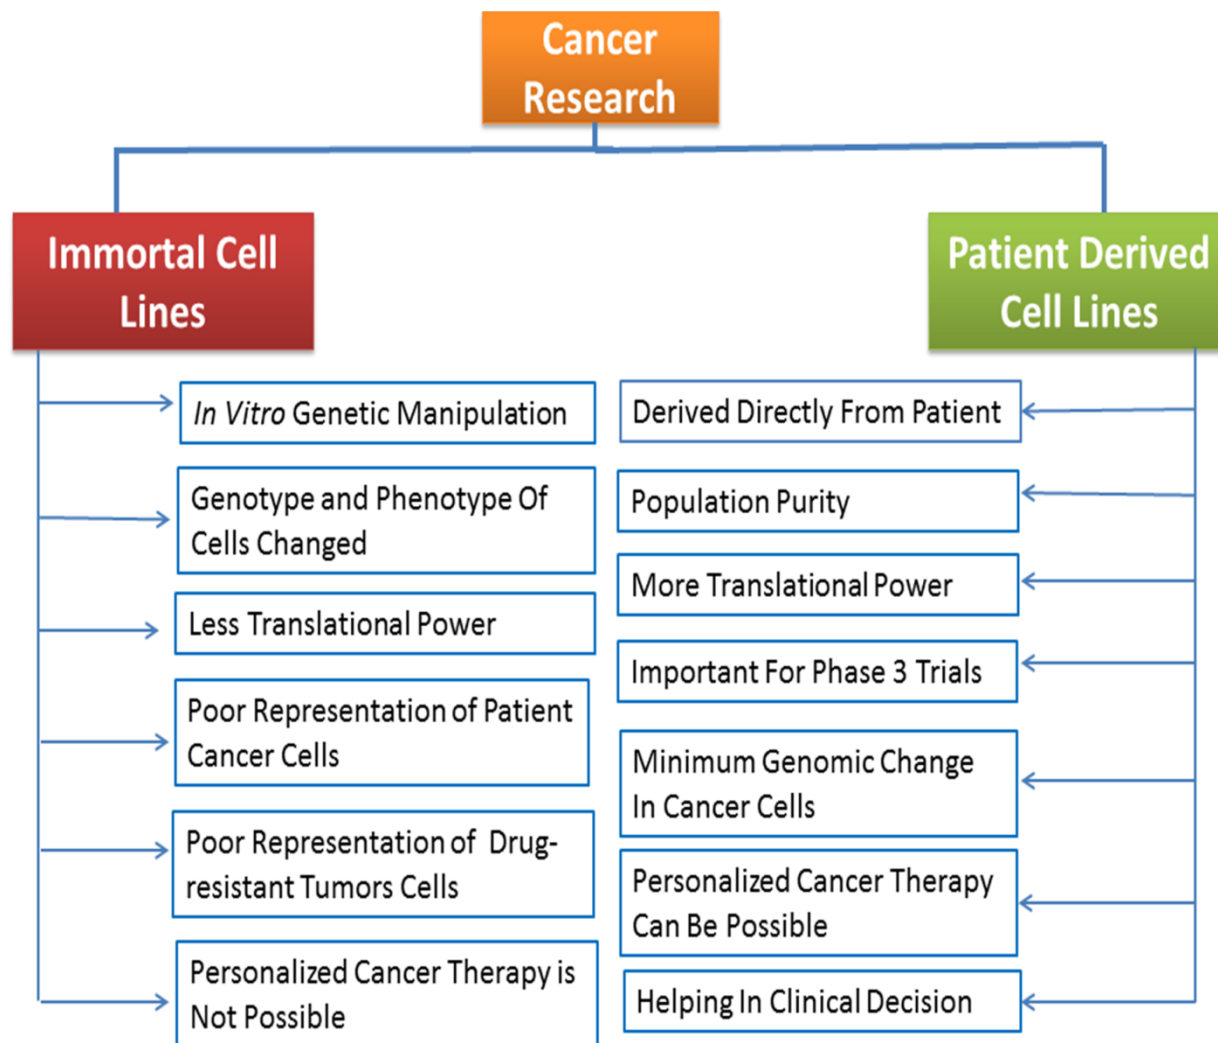 Cancer
Research
Immortal Cell
Lines
Patient Derived
Cell Lines
In Vitro Genetic Manipulation
Genotype and Phenotype Of
Cells Changed
Less Translational Power
Poor Representation of Patient
Cancer Cells
Poor Representation of Drug-
resistant Tumors Cells
Personalized Cancer Therapy is
Not Possible
Derived Directly From Patient
Population Purity
More Translational Power
Important For Phase 3 Trials
Minimum Genomic Change
In Cancer Cells
Personalized Cancer Therapy
Can Be Possible
Helping In Clinical Decision